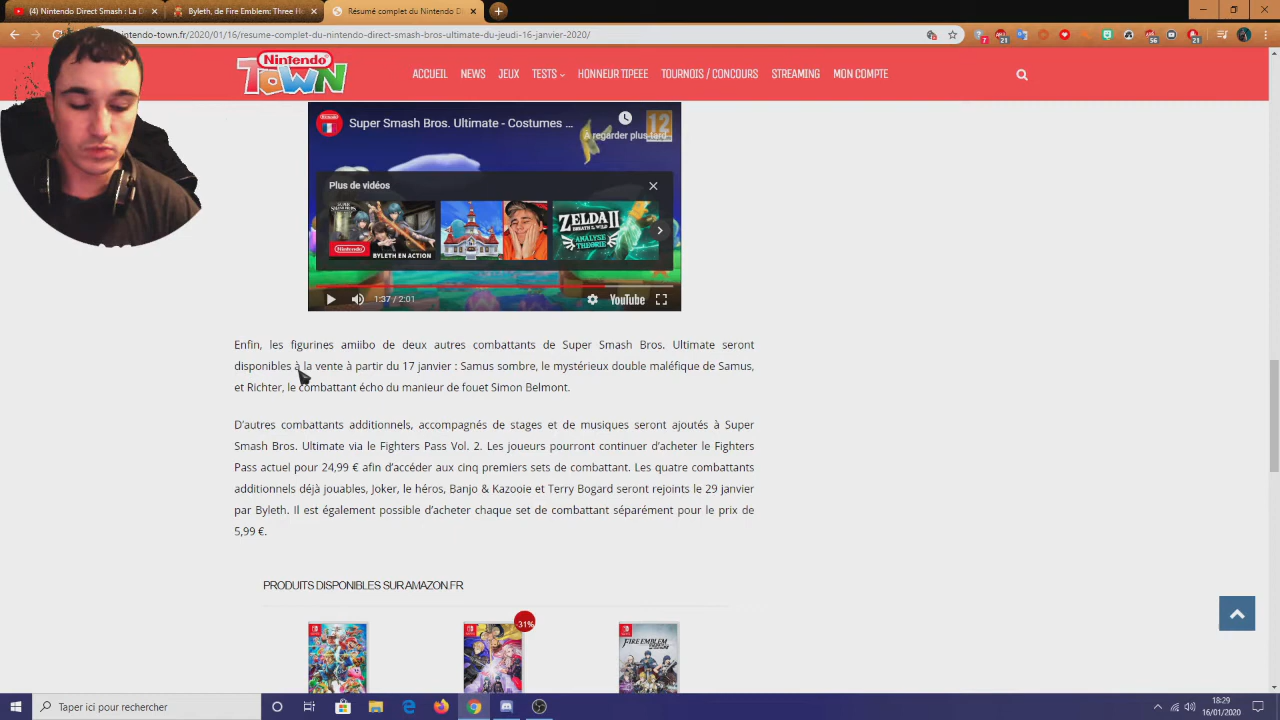 (4) Nintendo Direct Smash : La D
Byleth, de Fire Emblem: Three H
Résumé complet du Nintendo Dir
nintendo-town.fr/2020/01/16/resume-complet-du-nintendo-direct-smash-bros-ultimate-du-jeudi-16-janvier-2020/
Nintendo TOWN
ACCUEIL NEWS JEUX TESTS HONNEUR TIPEEE TOURNOIS / CONCOURS STREAMING MON COMPTE
Super Smash Bros. Ultimate - Costumes ...
12
À regarder plus tard
Plus de vidéos
Nintendo
BYLETH EN ACTION
ZELDA II
ANALYSE
THEORIE
1:37 / 2:01
YouTube
Enfin, les figurines amiibo de deux autres combattants de Super Smash Bros. Ultimate seront
disponibles à la vente à partir du 17 janvier : Samus sombre, le mystérieux double maléfique de Samus,
et Richter, le combattant écho du manieur de fouet Simon Belmont.
D'autres combattants additionnels, accompagnés de stages et de musiques seront ajoutés à Super
Smash Bros. Ultimate via le Fighters Pass Vol. 2. Les joueurs pourront continuer d'acheter le Fighters
Pass actuel pour 24,99 € afin d'accéder aux cinq premiers sets de combattant. Les quatre combattants
additionnels déjà jouables, Joker, le héros, Banjo & Kazooie et Terry Bogard seront rejoints le 29 janvier
par Byleth. Il est également possible d'acheter chaque set de combattant séparément pour le prix de
5,99 €.
PRODUITS DISPONIBLES SUR AMAZON.FR
31%
FIRE EMBLEM
Taper ici pour rechercher
18:29
16/01/2020